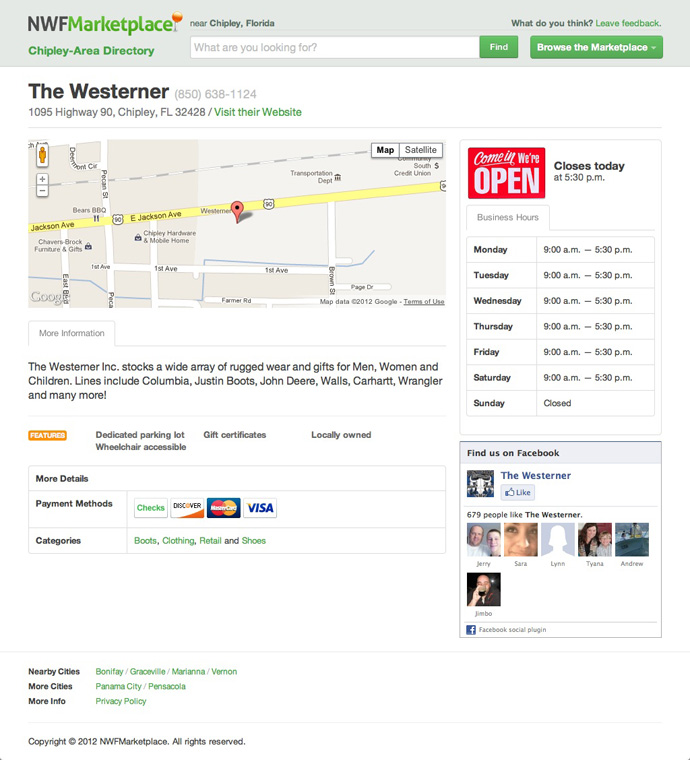 NWFMarketplace
near Chipley, Florida
What do you think? Leave feedback.
Chipley-Area Directory
What are you looking for?
Find
Browse the Marketplace
The Westerner (850) 638-1124
1095 Highway 90, Chipley, FL 32428 / Visit their Website
Map
Satellite
Pecan St
Transportation
Dept
Community
South
Credit Union
90
Bears BBQ
90
E Jackson Ave
Westerner
90
Jackson Ave
Chavers-Brock
Furniture & Gifts
Chipley Hardware
& Mobile Home
1st Ave
1st Ave
1st Ave
East Blvd
Brown St
Page Dr
Farmer Rd
Google
Map data ©2012 Google - Terms of Use
More Information
The Westerner Inc. stocks a wide array of rugged wear and gifts for Men, Women and
Children. Lines include Columbia, Justin Boots, John Deere, Walls, Carhartt, Wrangler
and many more!
FEATURES
Dedicated parking lot
Gift certificates
Locally owned
Wheelchair accessible
More Details
Payment Methods
Checks
DISCOVER
MasterCard
VISA
Categories
Boots, Clothing, Retail and Shoes
Come in We're
OPEN
Closes today
at 5:30 p.m.
Business Hours
Monday 9:00 a.m. — 5:30 p.m.
Tuesday 9:00 a.m. — 5:30 p.m.
Wednesday 9:00 a.m. — 5:30 p.m.
Thursday 9:00 a.m. — 5:30 p.m.
Friday 9:00 a.m. — 5:30 p.m.
Saturday 9:00 a.m. — 5:30 p.m.
Sunday Closed
Find us on Facebook
The Westerner
Like
679 people like The Westerner.
Jerry
Sara
Lynn
Tyana
Andrew
Jimbo
Facebook social plugin
Nearby Cities Bonifay / Graceville / Marianna / Vernon
More Cities Panama City / Pensacola
More Info Privacy Policy
Copyright © 2012 NWFMarketplace. All rights reserved.